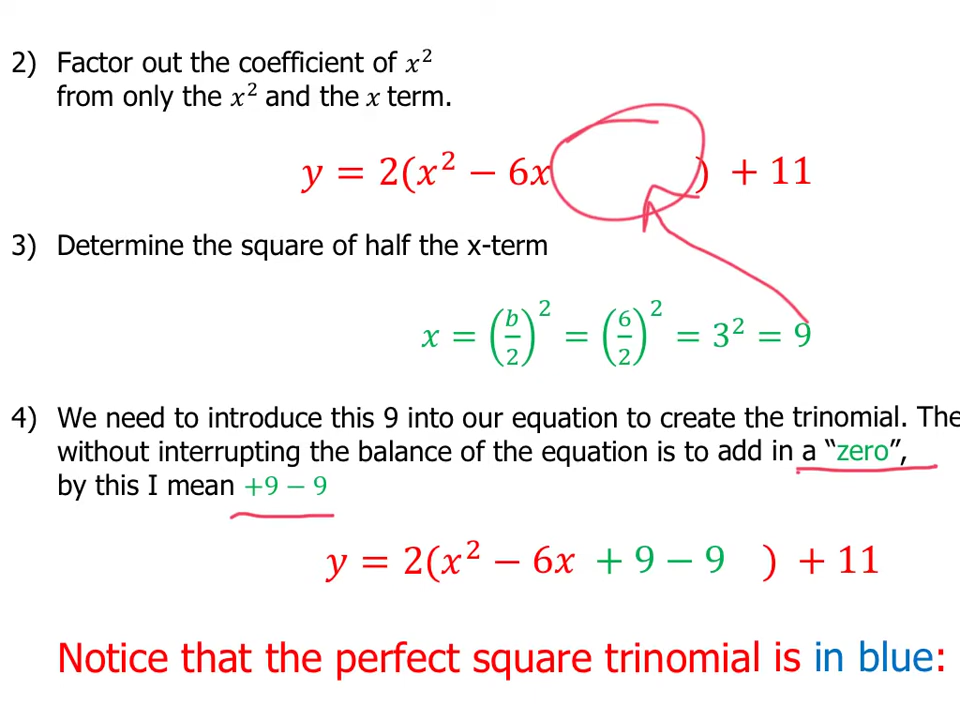 2) Factor out the coefficient of 𝑥²
from only the 𝑥² and the 𝑥 term.
𝑦 = 2(𝑥² − 6𝑥 ) + 11
3) Determine the square of half the x-term
𝑥 = (b/2)² = (6/2)² = 3² = 9
4) We need to introduce this 9 into our equation to create the trinomial. The
without interrupting the balance of the equation is to add in a “zero”,
by this I mean +9 − 9
𝑦 = 2(𝑥² − 6𝑥 + 9 − 9 ) + 11
Notice that the perfect square trinomial is in blue: